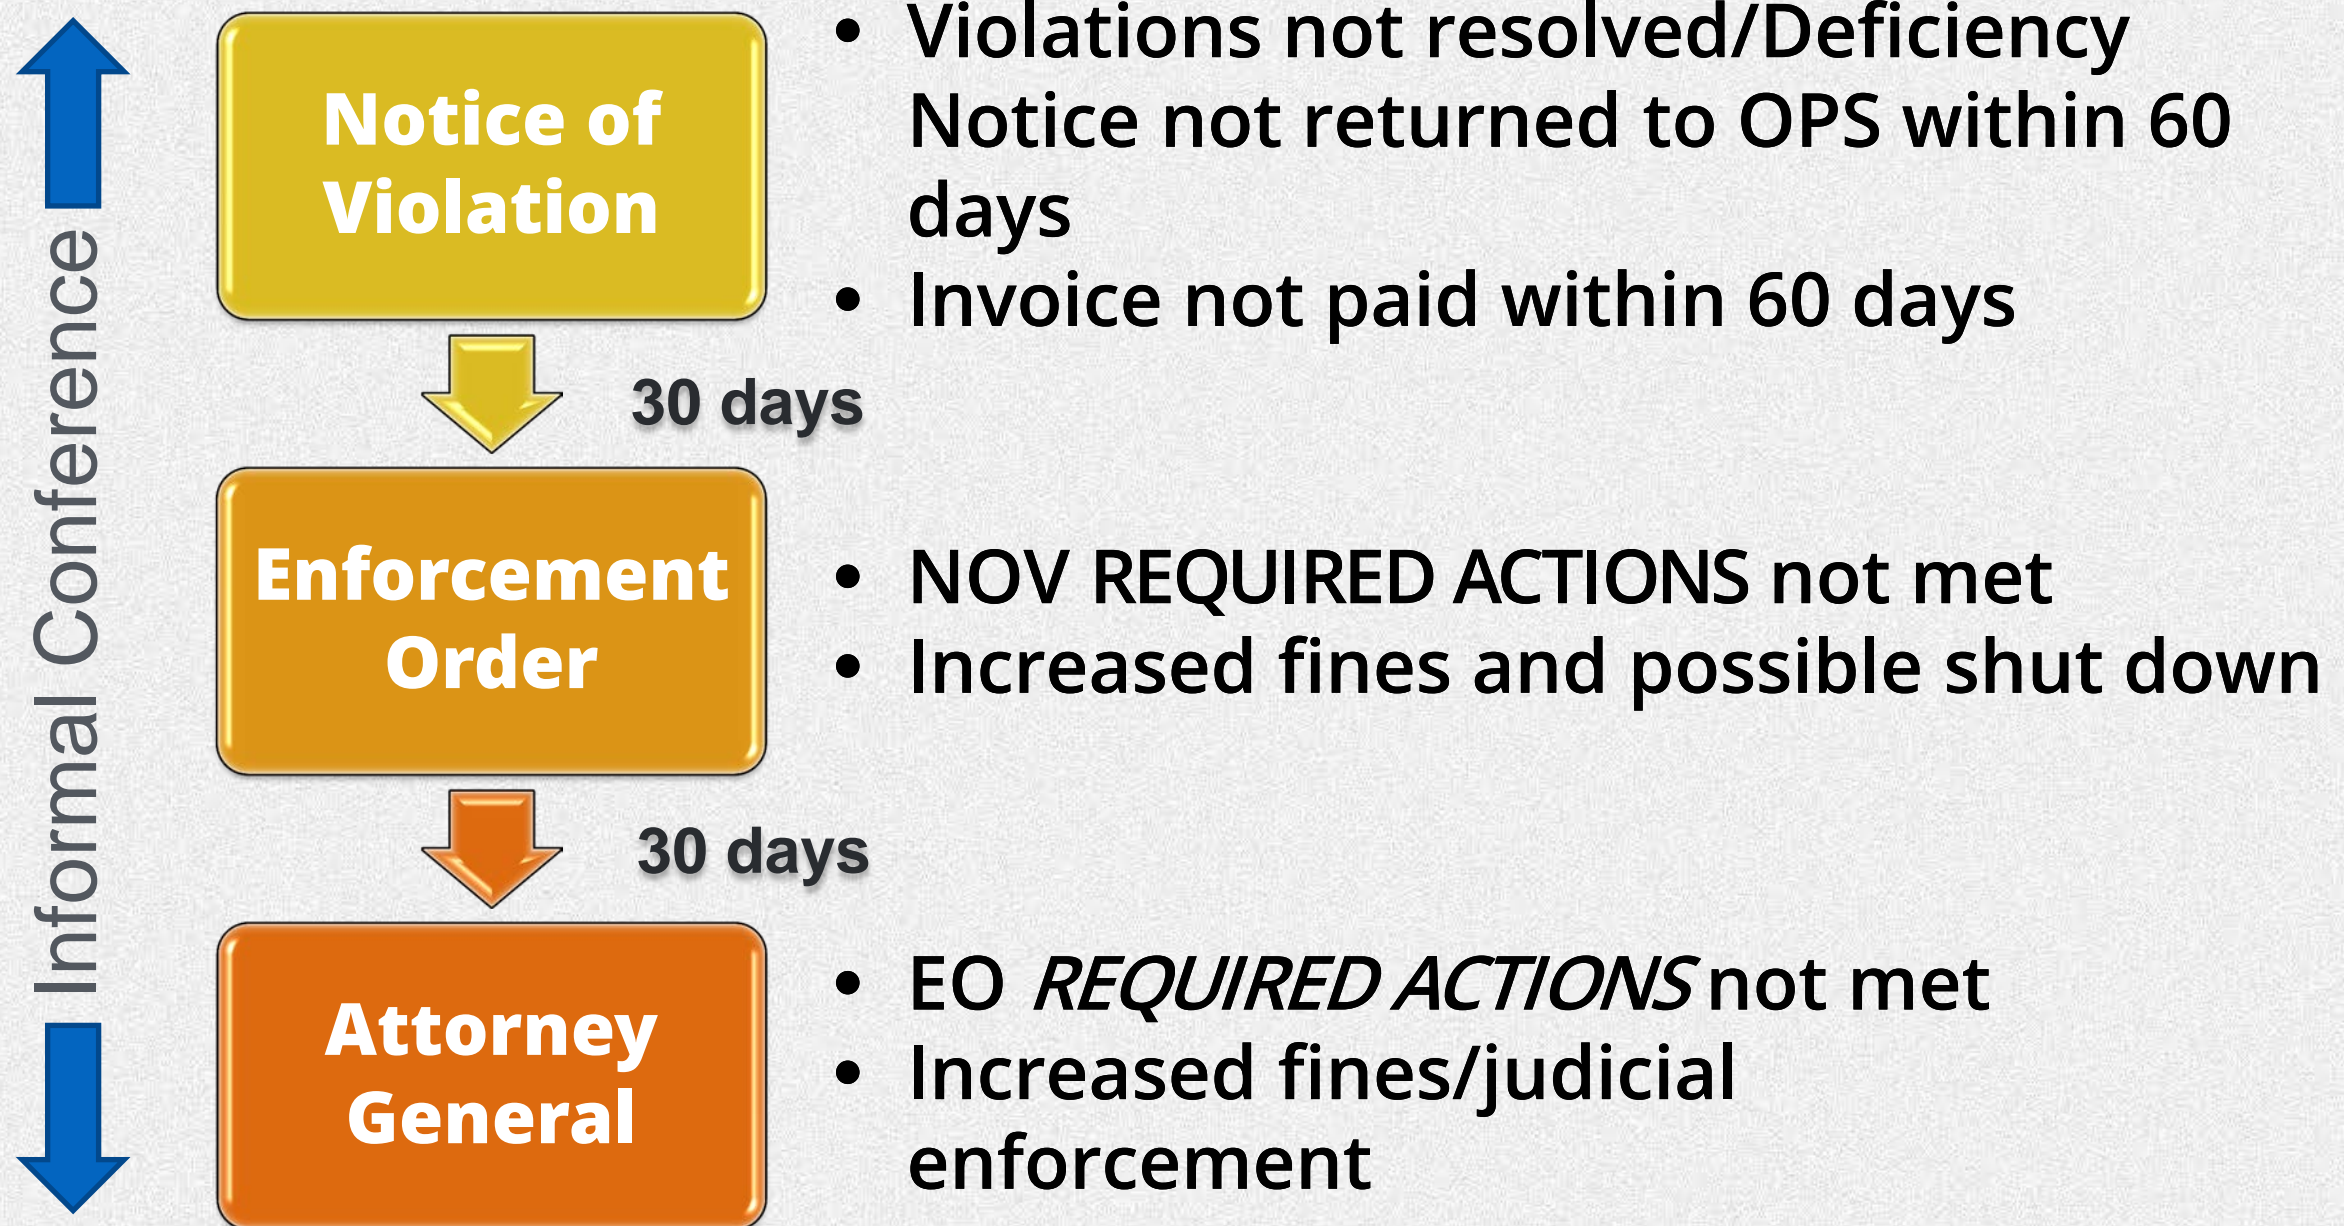 Informal Conference
Notice of
Violation
• Violations not resolved/Deficiency
Notice not returned to OPS within 60
days
• Invoice not paid within 60 days
30 days
Enforcement
Order
• NOV REQUIRED ACTIONS not met
• Increased fines and possible shut down
30 days
Attorney
General
• EO REQUIRED ACTIONS not met
• Increased fines/judicial
enforcement